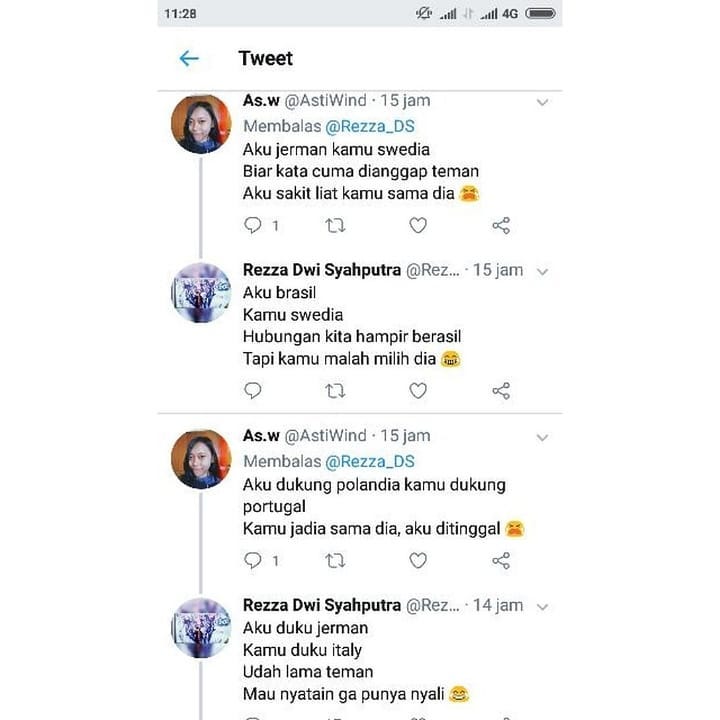 11:28 4G
Tweet
As.w @AstiWind · 15 jam
Membalas @Rezza_DS
Aku jerman kamu swedia
Biar kata cuma dianggap teman
Aku sakit liat kamu sama dia 😫
1
Rezza Dwi Syahputra @Rez... · 15 jam
Aku brasil
Kamu swedia
Hubungan kita hampir berasil
Tapi kamu malah milih dia 😂
As.w @AstiWind · 15 jam
Membalas @Rezza_DS
Aku dukung polandia kamu dukung
portugal
Kamu jadia sama dia, aku ditinggal 😫
1
Rezza Dwi Syahputra @Rez... · 14 jam
Aku duku jerman
Kamu duku italy
Udah lama teman
Mau nyatain ga punya nyali 😂